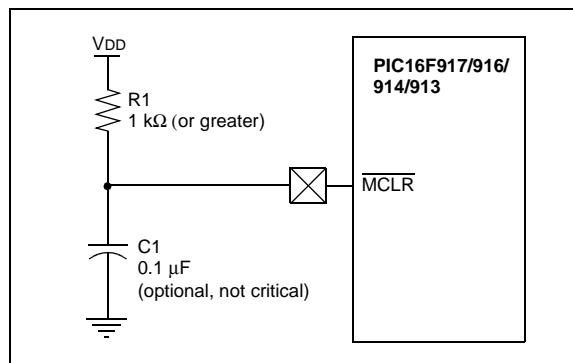 VDD
R1
1 kΩ (or greater)
C1
0.1 μF
(optional, not critical)
PIC16F917/916/
914/913
MCLR